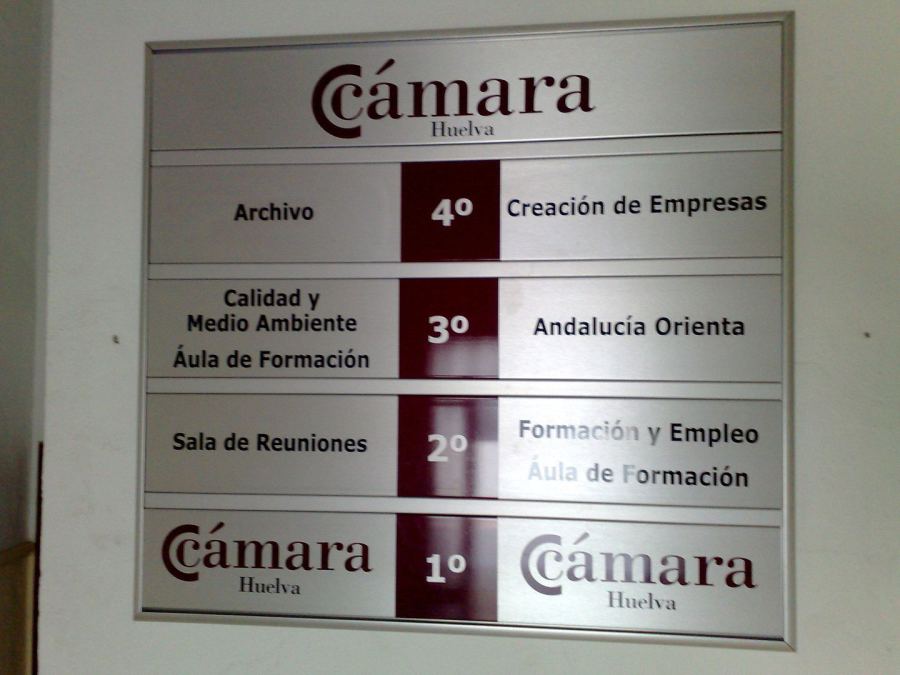 cámara
Huelva
Archivo
4º
Creación de Empresas
Calidad y
Medio Ambiente
Áula de Formación
3º
Andalucía Orienta
Sala de Reuniones
2º
Formación y Empleo
Áula de Formación
cámara
Huelva
1º
cámara
Huelva